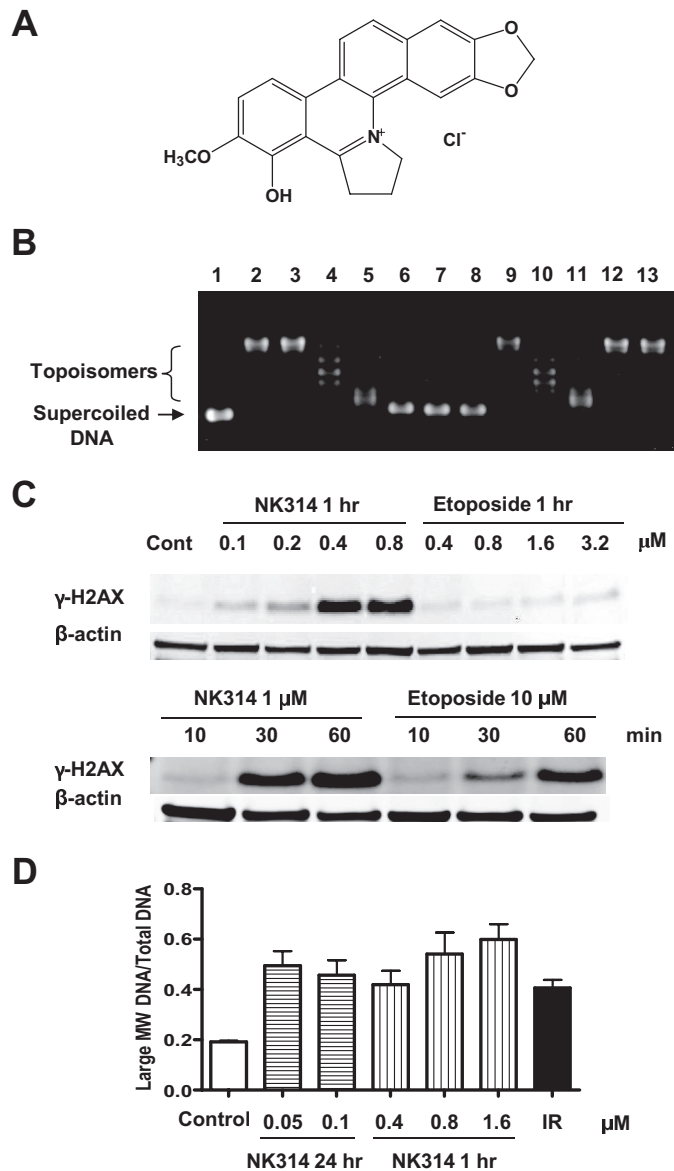 A
O
O
N+
Cl-
H3CO
OH
B
1 2 3 4 5 6 7 8 9 10 11 12 13
Topoisomers
Supercoiled
DNA
C
NK314 1 hr Etoposide 1 hr
Cont 0.1 0.2 0.4 0.8 0.4 0.8 1.6 3.2 μM
γ-H2AX
β-actin
NK314 1 μM Etoposide 10 μM
10 30 60 10 30 60 min
γ-H2AX
β-actin
D
Large MW DNA/Total DNA
0.8
0.6
0.4
0.2
0.0
Control 0.05 0.1 0.4 0.8 1.6 IR μM
NK314 24 hr NK314 1 hr